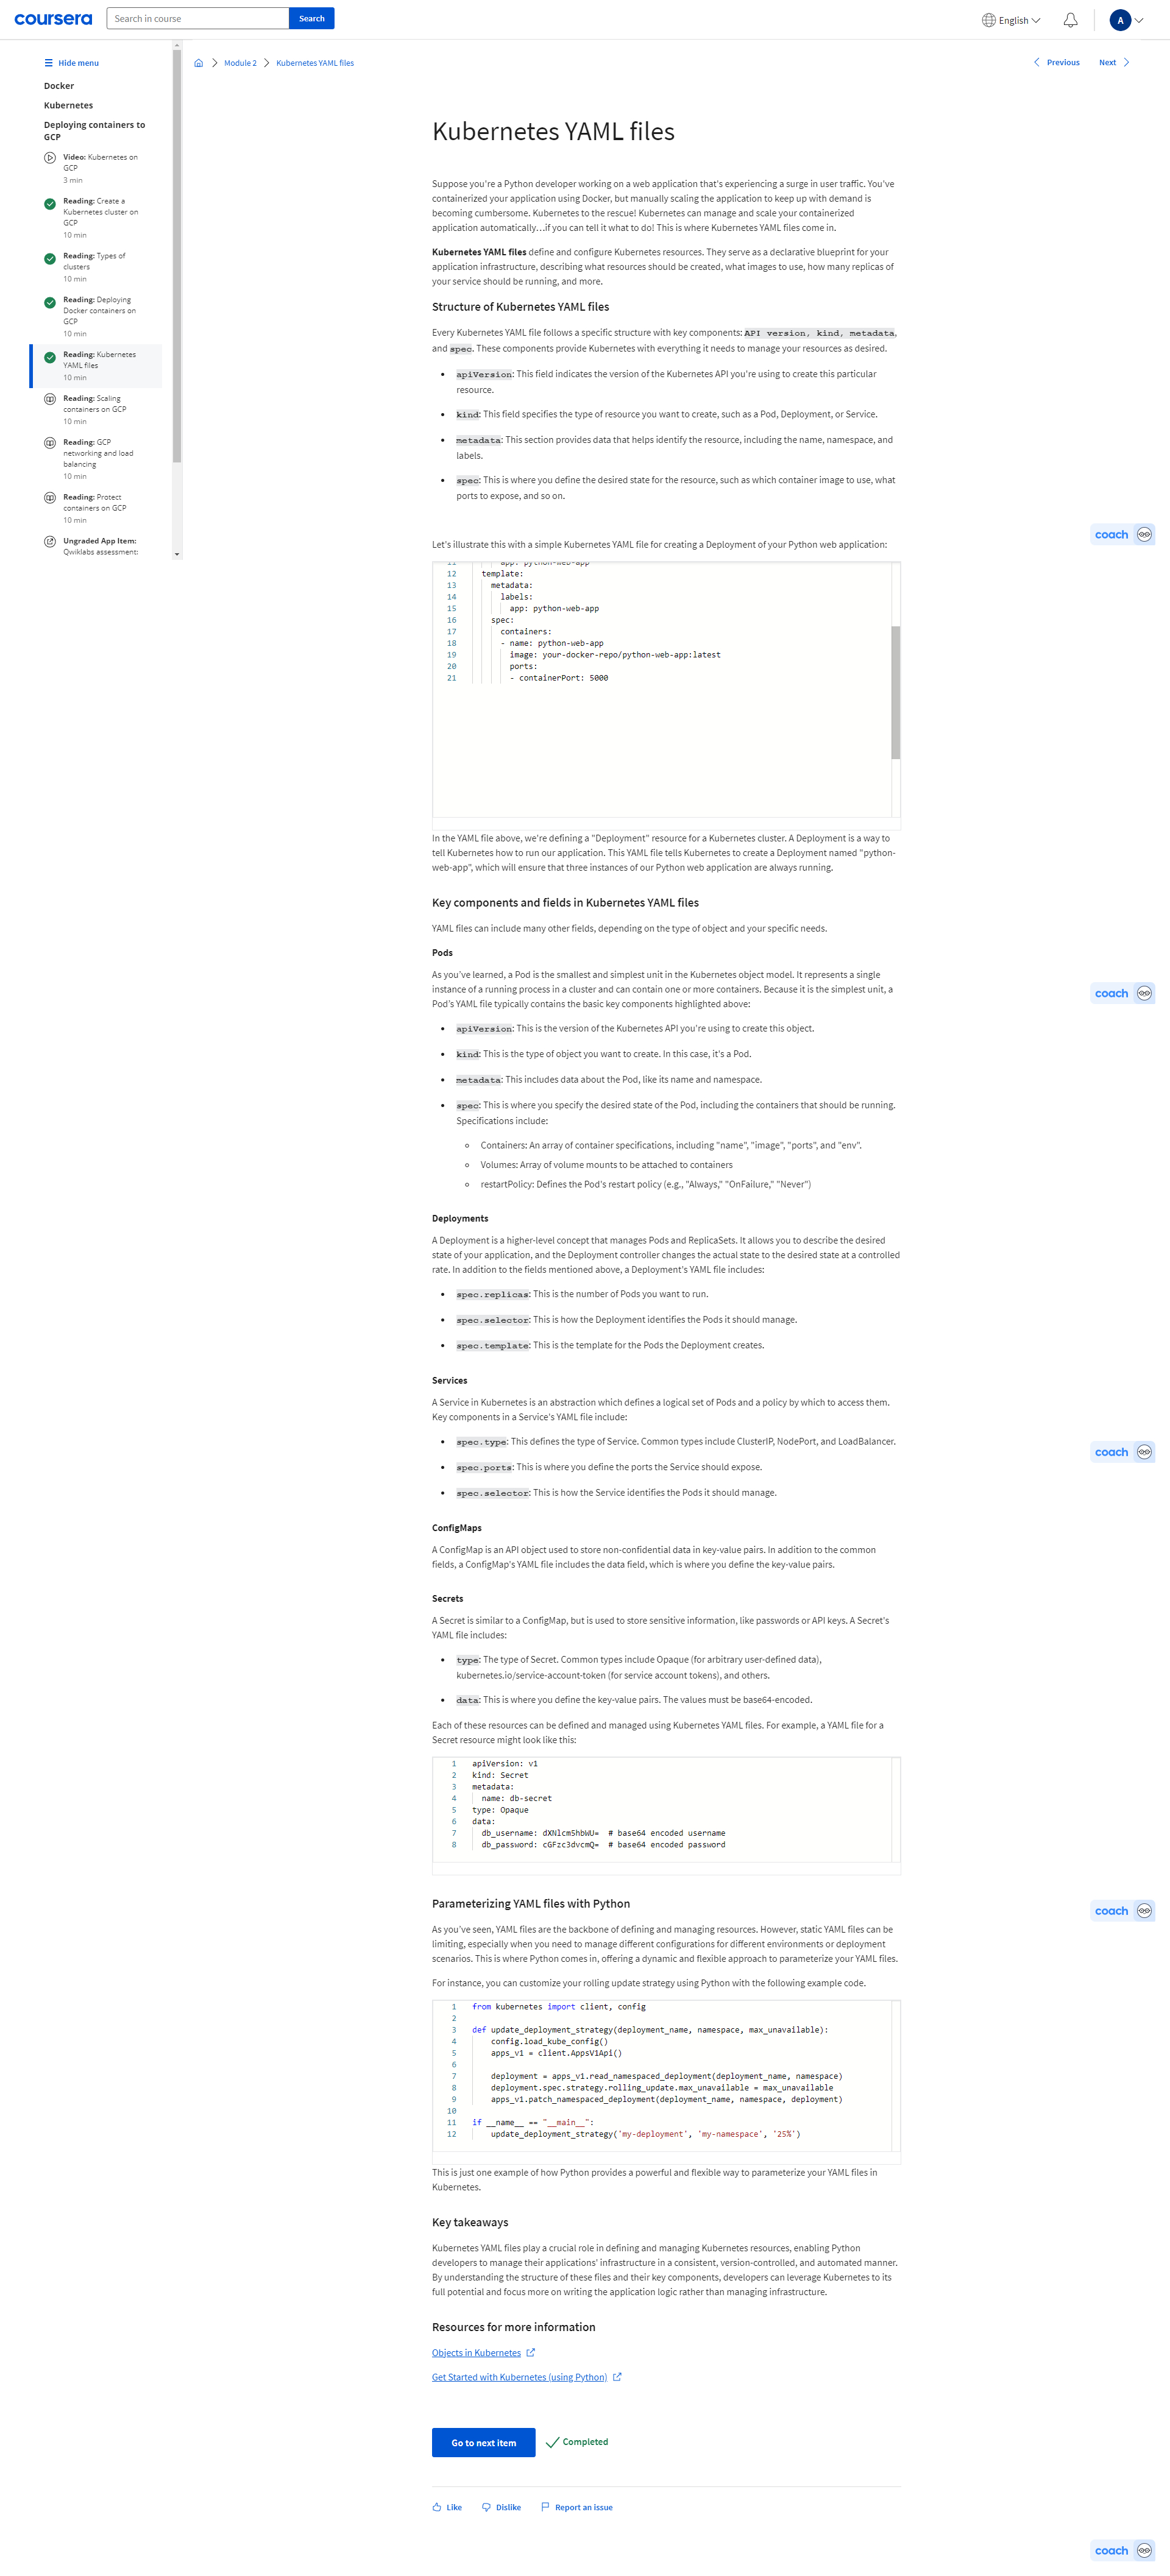 coursera
Search in course
Search
English
A
Hide menu
Docker
Kubernetes
Deploying containers to
GCP
Video: Kubernetes on
GCP
3 min
Reading: Create a
Kubernetes cluster on
GCP
10 min
Reading: Types of
clusters
10 min
Reading: Deploying
Docker containers on
GCP
10 min
Reading: Kubernetes
YAML files
10 min
Reading: Scaling
containers on GCP
10 min
Reading: GCP
networking and load
balancing
10 min
Reading: Protect
containers on GCP
10 min
Ungraded App Item:
Qwiklabs assessment:
Module 2
Kubernetes YAML files
Previous
Next
Kubernetes YAML files
Suppose you're a Python developer working on a web application that's experiencing a surge in user traffic. You've
containerized your application using Docker, but manually scaling the application to keep up with demand is
becoming cumbersome. Kubernetes to the rescue! Kubernetes can manage and scale your containerized
application automatically…if you can tell it what to do! This is where Kubernetes YAML files come in.
Kubernetes YAML files define and configure Kubernetes resources. They serve as a declarative blueprint for your
application infrastructure, describing what resources should be created, what images to use, how many replicas of
your service should be running, and more.
Structure of Kubernetes YAML files
Every Kubernetes YAML file follows a specific structure with key components: API version, kind, metadata,
and spec. These components provide Kubernetes with everything it needs to manage your resources as desired.
apiVersion: This field indicates the version of the Kubernetes API you're using to create this particular
resource.
kind: This field specifies the type of resource you want to create, such as a Pod, Deployment, or Service.
metadata: This section provides data that helps identify the resource, including the name, namespace, and
labels.
spec: This is where you define the desired state for the resource, such as which container image to use, what
ports to expose, and so on.
coach
Let's illustrate this with a simple Kubernetes YAML file for creating a Deployment of your Python web application:
11 app: python-web-app
12 template:
13 metadata:
14 labels:
15 app: python-web-app
16 spec:
17 containers:
18 - name: python-web-app
19 image: your-docker-repo/python-web-app:latest
20 ports:
21 - containerPort: 5000
In the YAML file above, we're defining a "Deployment" resource for a Kubernetes cluster. A Deployment is a way to
tell Kubernetes how to run our application. This YAML file tells Kubernetes to create a Deployment named "python-
web-app", which will ensure that three instances of our Python web application are always running.
Key components and fields in Kubernetes YAML files
YAML files can include many other fields, depending on the type of object and your specific needs.
Pods
As you've learned, a Pod is the smallest and simplest unit in the Kubernetes object model. It represents a single
instance of a running process in a cluster and can contain one or more containers. Because it is the simplest unit, a
Pod's YAML file typically contains the basic key components highlighted above:
coach
apiVersion: This is the version of the Kubernetes API you're using to create this object.
kind: This is the type of object you want to create. In this case, it's a Pod.
metadata: This includes data about the Pod, like its name and namespace.
spec: This is where you specify the desired state of the Pod, including the containers that should be running.
Specifications include:
Containers: An array of container specifications, including "name", "image", "ports", and "env".
Volumes: Array of volume mounts to be attached to containers
restartPolicy: Defines the Pod's restart policy (e.g., "Always," "OnFailure," "Never")
Deployments
A Deployment is a higher-level concept that manages Pods and ReplicaSets. It allows you to describe the desired
state of your application, and the Deployment controller changes the actual state to the desired state at a controlled
rate. In addition to the fields mentioned above, a Deployment's YAML file includes:
spec.replicas: This is the number of Pods you want to run.
spec.selector: This is how the Deployment identifies the Pods it should manage.
spec.template: This is the template for the Pods the Deployment creates.
Services
A Service in Kubernetes is an abstraction which defines a logical set of Pods and a policy by which to access them.
Key components in a Service's YAML file include:
spec.type: This defines the type of Service. Common types include ClusterIP, NodePort, and LoadBalancer.
coach
spec.ports: This is where you define the ports the Service should expose.
spec.selector: This is how the Service identifies the Pods it should manage.
ConfigMaps
A ConfigMap is an API object used to store non-confidential data in key-value pairs. In addition to the common
fields, a ConfigMap's YAML file includes the data field, which is where you define the key-value pairs.
Secrets
A Secret is similar to a ConfigMap, but is used to store sensitive information, like passwords or API keys. A Secret's
YAML file includes:
type: The type of Secret. Common types include Opaque (for arbitrary user-defined data),
kubernetes.io/service-account-token (for service account tokens), and others.
data: This is where you define the key-value pairs. The values must be base64-encoded.
Each of these resources can be defined and managed using Kubernetes YAML files. For example, a YAML file for a
Secret resource might look like this:
1 apiVersion: v1
2 kind: Secret
3 metadata:
4 name: db-secret
5 type: Opaque
6 data:
7 db_username: dXNlcm5hbWU= # base64 encoded username
8 db_password: cGFzc3dvcmQ= # base64 encoded password
Parameterizing YAML files with Python
coach
As you've seen, YAML files are the backbone of defining and managing resources. However, static YAML files can be
limiting, especially when you need to manage different configurations for different environments or deployment
scenarios. This is where Python comes in, offering a dynamic and flexible approach to parameterize your YAML files.
For instance, you can customize your rolling update strategy using Python with the following example code.
1 from kubernetes import client, config
2
3 def update_deployment_strategy(deployment_name, namespace, max_unavailable):
4 config.load_kube_config()
5 apps_v1 = client.AppsV1Api()
6
7 deployment = apps_v1.read_namespaced_deployment(deployment_name, namespace)
8 deployment.spec.strategy.rolling_update.max_unavailable = max_unavailable
9 apps_v1.patch_namespaced_deployment(deployment_name, namespace, deployment)
10
11 if __name__ == "__main__":
12 update_deployment_strategy('my-deployment', 'my-namespace', '25%')
This is just one example of how Python provides a powerful and flexible way to parameterize your YAML files in
Kubernetes.
Key takeaways
Kubernetes YAML files play a crucial role in defining and managing Kubernetes resources, enabling Python
developers to manage their applications' infrastructure in a consistent, version-controlled, and automated manner.
By understanding the structure of these files and their key components, developers can leverage Kubernetes to its
full potential and focus more on writing the application logic rather than managing infrastructure.
Resources for more information
Objects in Kubernetes
Get Started with Kubernetes (using Python)
Go to next item
Completed
Like
Dislike
Report an issue
coach